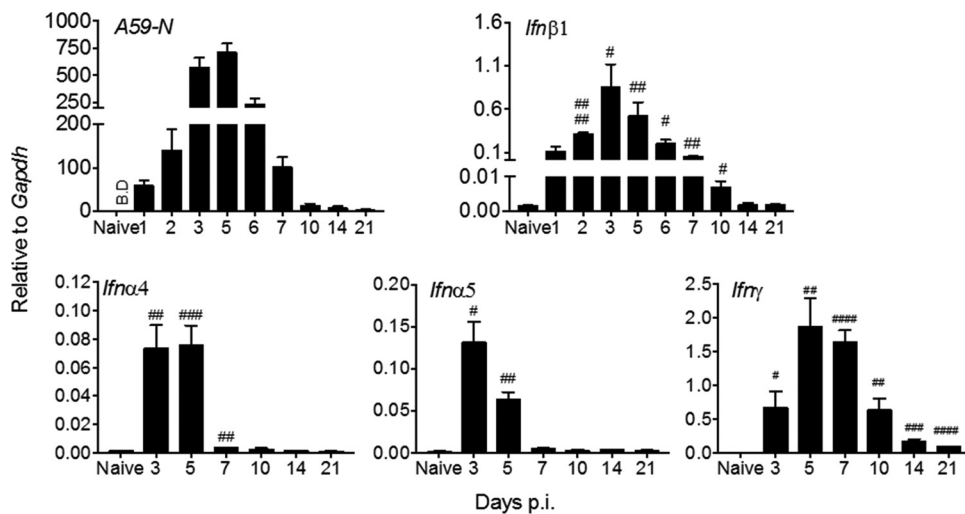 A59-N
1000
750
500
250
200
100
0
B.D
Naive1 2 3 5 6 7 10 14 21
Ifnβ1
1.6
1.1
0.6
0.1
0.01
0.00
##
##
#
##
#
##
#
Naive1 2 3 5 6 7 10 14 21
Relative to Gapdh
Ifnα4
0.12
0.10
0.08
0.06
0.04
0.02
0.00
## ### ##
Naive 3 5 7 10 14 21
Ifnα5
0.20
0.15
0.10
0.05
0.00
# ##
Naive 3 5 7 10 14 21
Ifnγ
2.5
2.0
1.5
1.0
0.5
0.0
# ## #### ## ### ####
Naive 3 5 7 10 14 21
Days p.i.